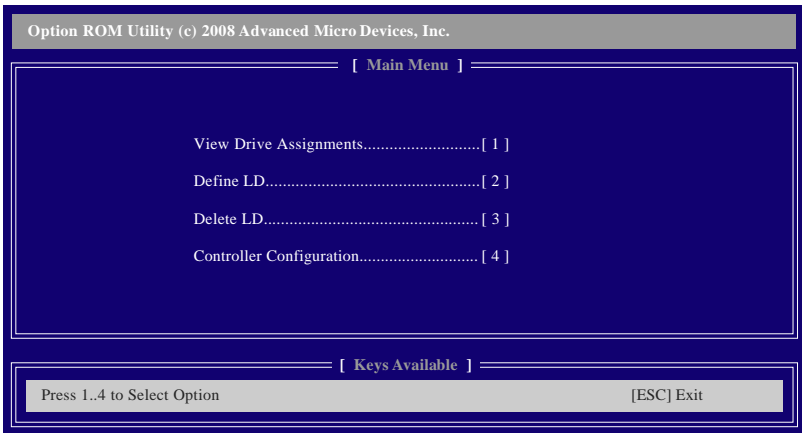 Option ROM Utility (c) 2008 Advanced Micro Devices, Inc.
[ Main Menu ]
View Drive Assignments...........................[ 1 ]
Define LD..................................................[ 2 ]
Delete LD.................................................. [ 3 ]
Controller Configuration............................ [ 4 ]
[ Keys Available ]
Press 1..4 to Select Option [ESC] Exit